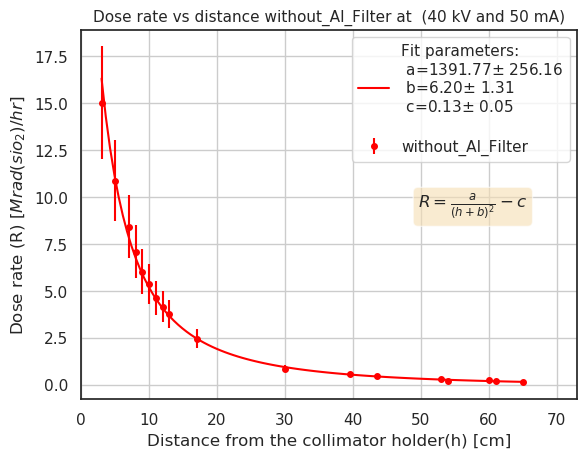 Dose rate vs distance without_Al_Filter at  (40 kV and 50 mA)
Fit parameters:
a=1391.77± 256.16
b=6.20± 1.31
c=0.13± 0.05
without_Al_Filter
R = a/(h+b)² − c
Dose rate (R) [Mrad(sio₂)/hr]
17.5
15.0
12.5
10.0
7.5
5.0
2.5
0.0
0 10 20 30 40 50 60 70
Distance from the collimator holder(h) [cm]